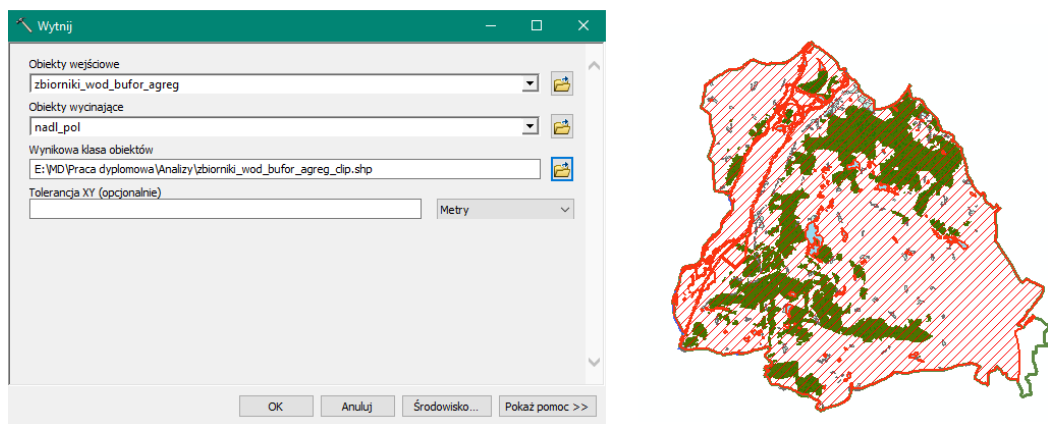 Wytnij
Obiekty wejściowe
zbiorniki_wod_bufor_agreg
Obiekty wycinające
nadl_pol
Wynikowa klasa obiektów
E:\MD\Praca dyplomowa\Analizy\zbiorniki_wod_bufor_agreg_clip.shp
Tolerancja XY (opcjonalnie)
Metry
OK Anuluj Środowisko... Pokaż pomoc >>